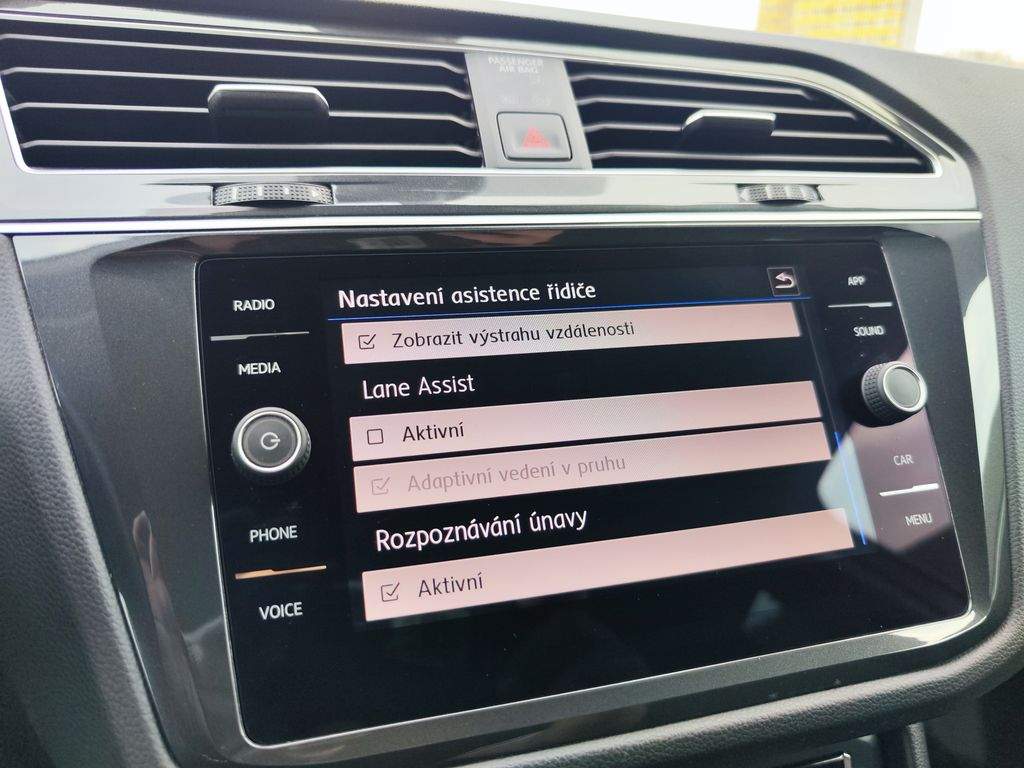 PASSENGER
AIR BAG
RADIO
MEDIA
PHONE
VOICE
Nastavení asistence řidiče
Zobrazit výstrahu vzdálenosti
Lane Assist
Aktivní
Adaptivní vedení v pruhu
Rozpoznávání únavy
Aktivní
APP
SOUND
CAR
MENU